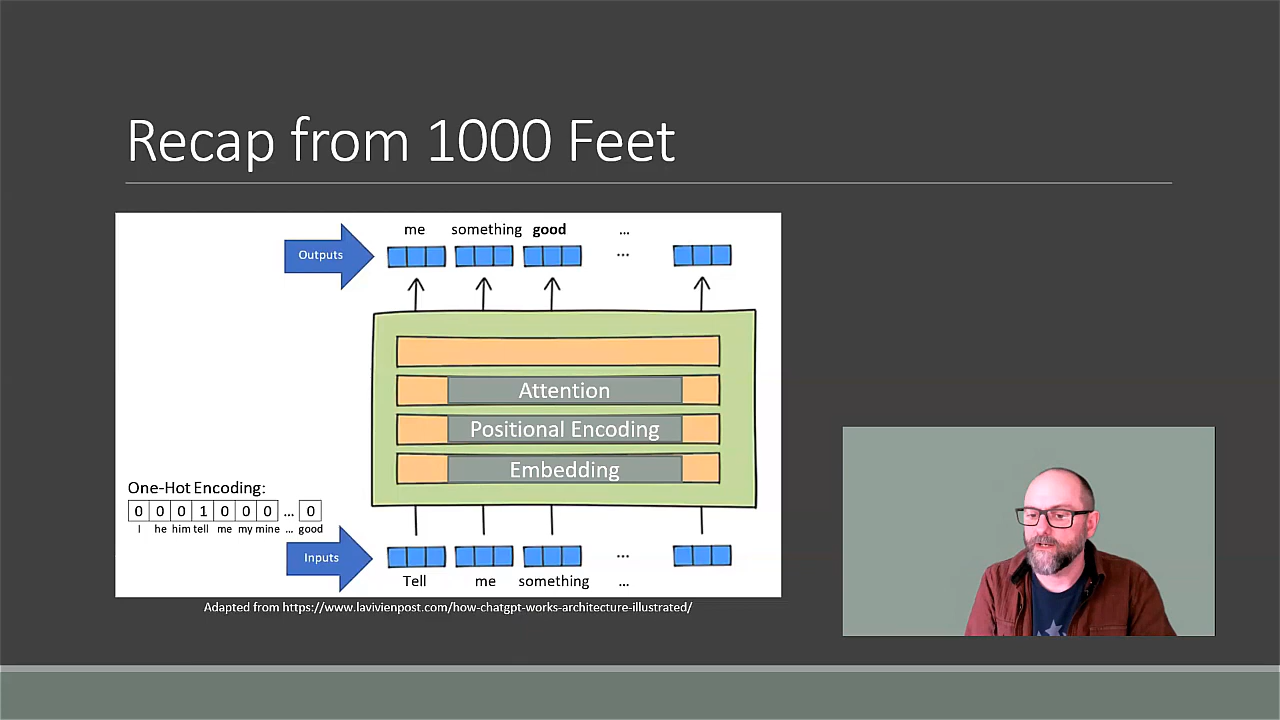 Recap from 1000 Feet
me something good ...
Outputs
...
Attention
Positional Encoding
Embedding
One-Hot Encoding:
0 0 0 1 0 0 0 ... 0
I he him tell me my mine ... good
Inputs
...
Tell me something ...
Adapted from https://www.lavivienpost.com/how-chatgpt-works-architecture-illustrated/